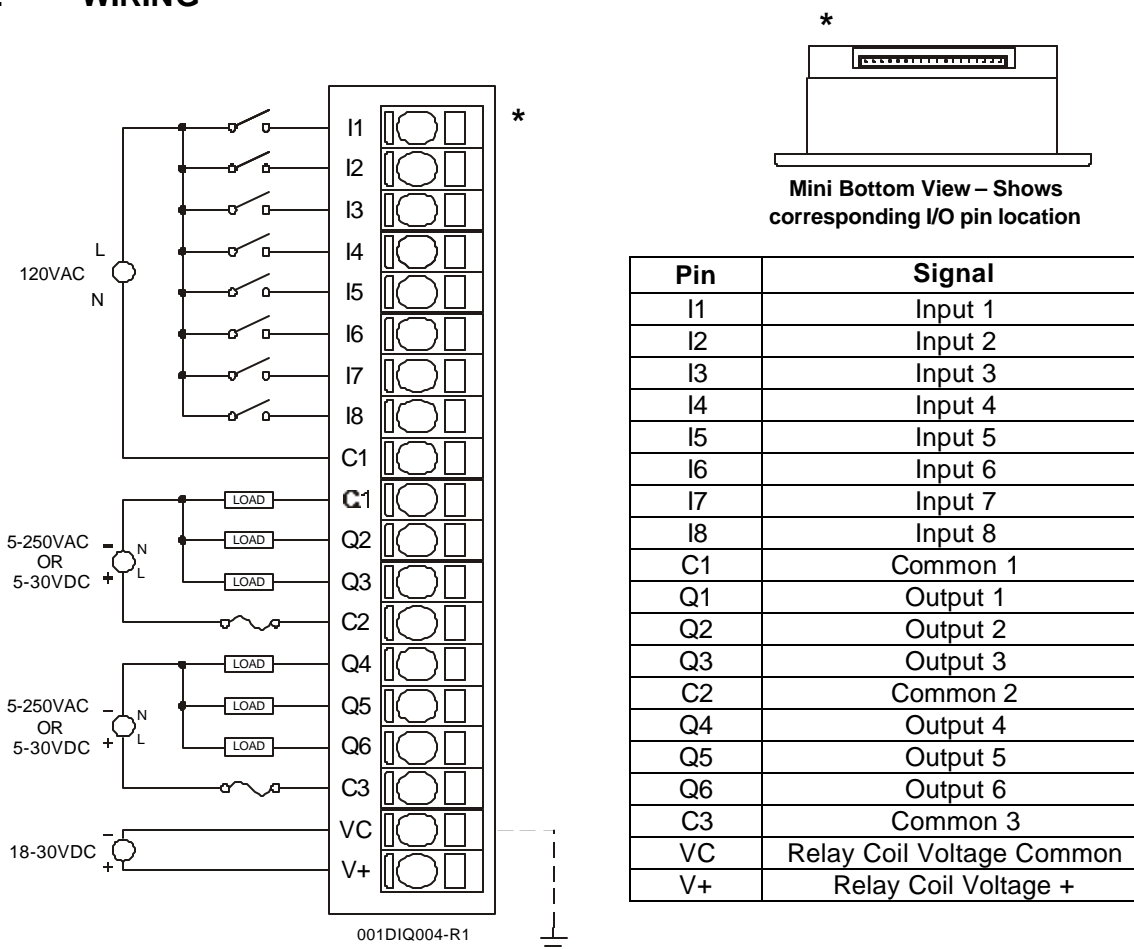 WIRING
*
I1
I2
I3
I4
I5
I6
I7
I8
C1
C1
Q2
Q3
C2
Q4
Q5
Q6
C3
VC
V+
*
L
120VAC
N
LOAD
LOAD
LOAD
5-250VAC
OR
5-30VDC
-
+
N
L
LOAD
LOAD
LOAD
5-250VAC
OR
5-30VDC
-
+
N
L
18-30VDC
-
+
001DIQ004-R1
Mini Bottom View – Shows
corresponding I/O pin location
Pin Signal
I1 Input 1
I2 Input 2
I3 Input 3
I4 Input 4
I5 Input 5
I6 Input 6
I7 Input 7
I8 Input 8
C1 Common 1
Q1 Output 1
Q2 Output 2
Q3 Output 3
C2 Common 2
Q4 Output 4
Q5 Output 5
Q6 Output 6
C3 Common 3
VC Relay Coil Voltage Common
V+ Relay Coil Voltage +